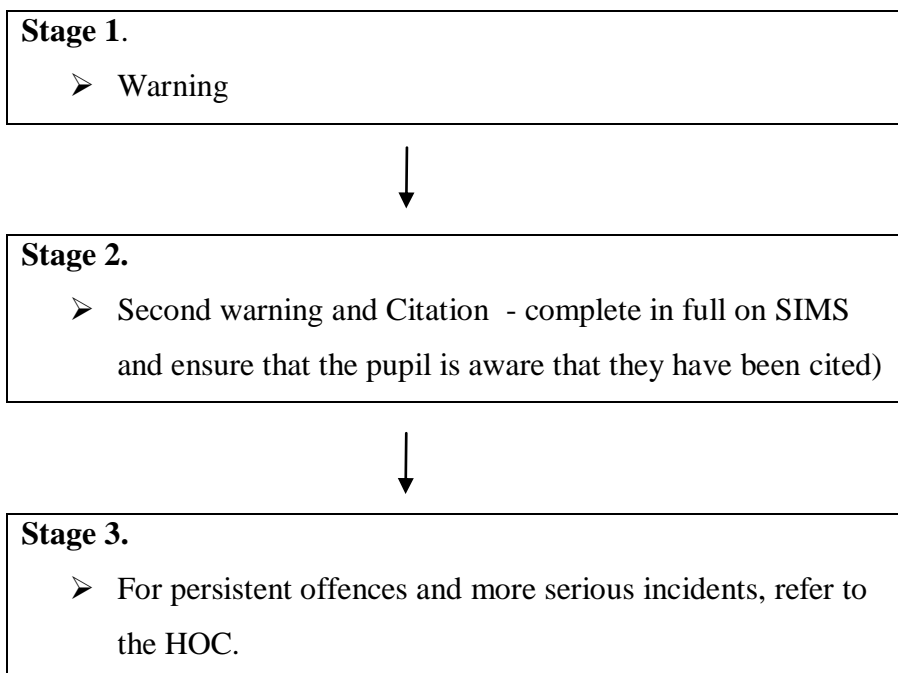 Stage 1.
➢ Warning
Stage 2.
➢ Second warning and Citation - complete in full on SIMS
and ensure that the pupil is aware that they have been cited)
Stage 3.
➢ For persistent offences and more serious incidents, refer to
the HOC.